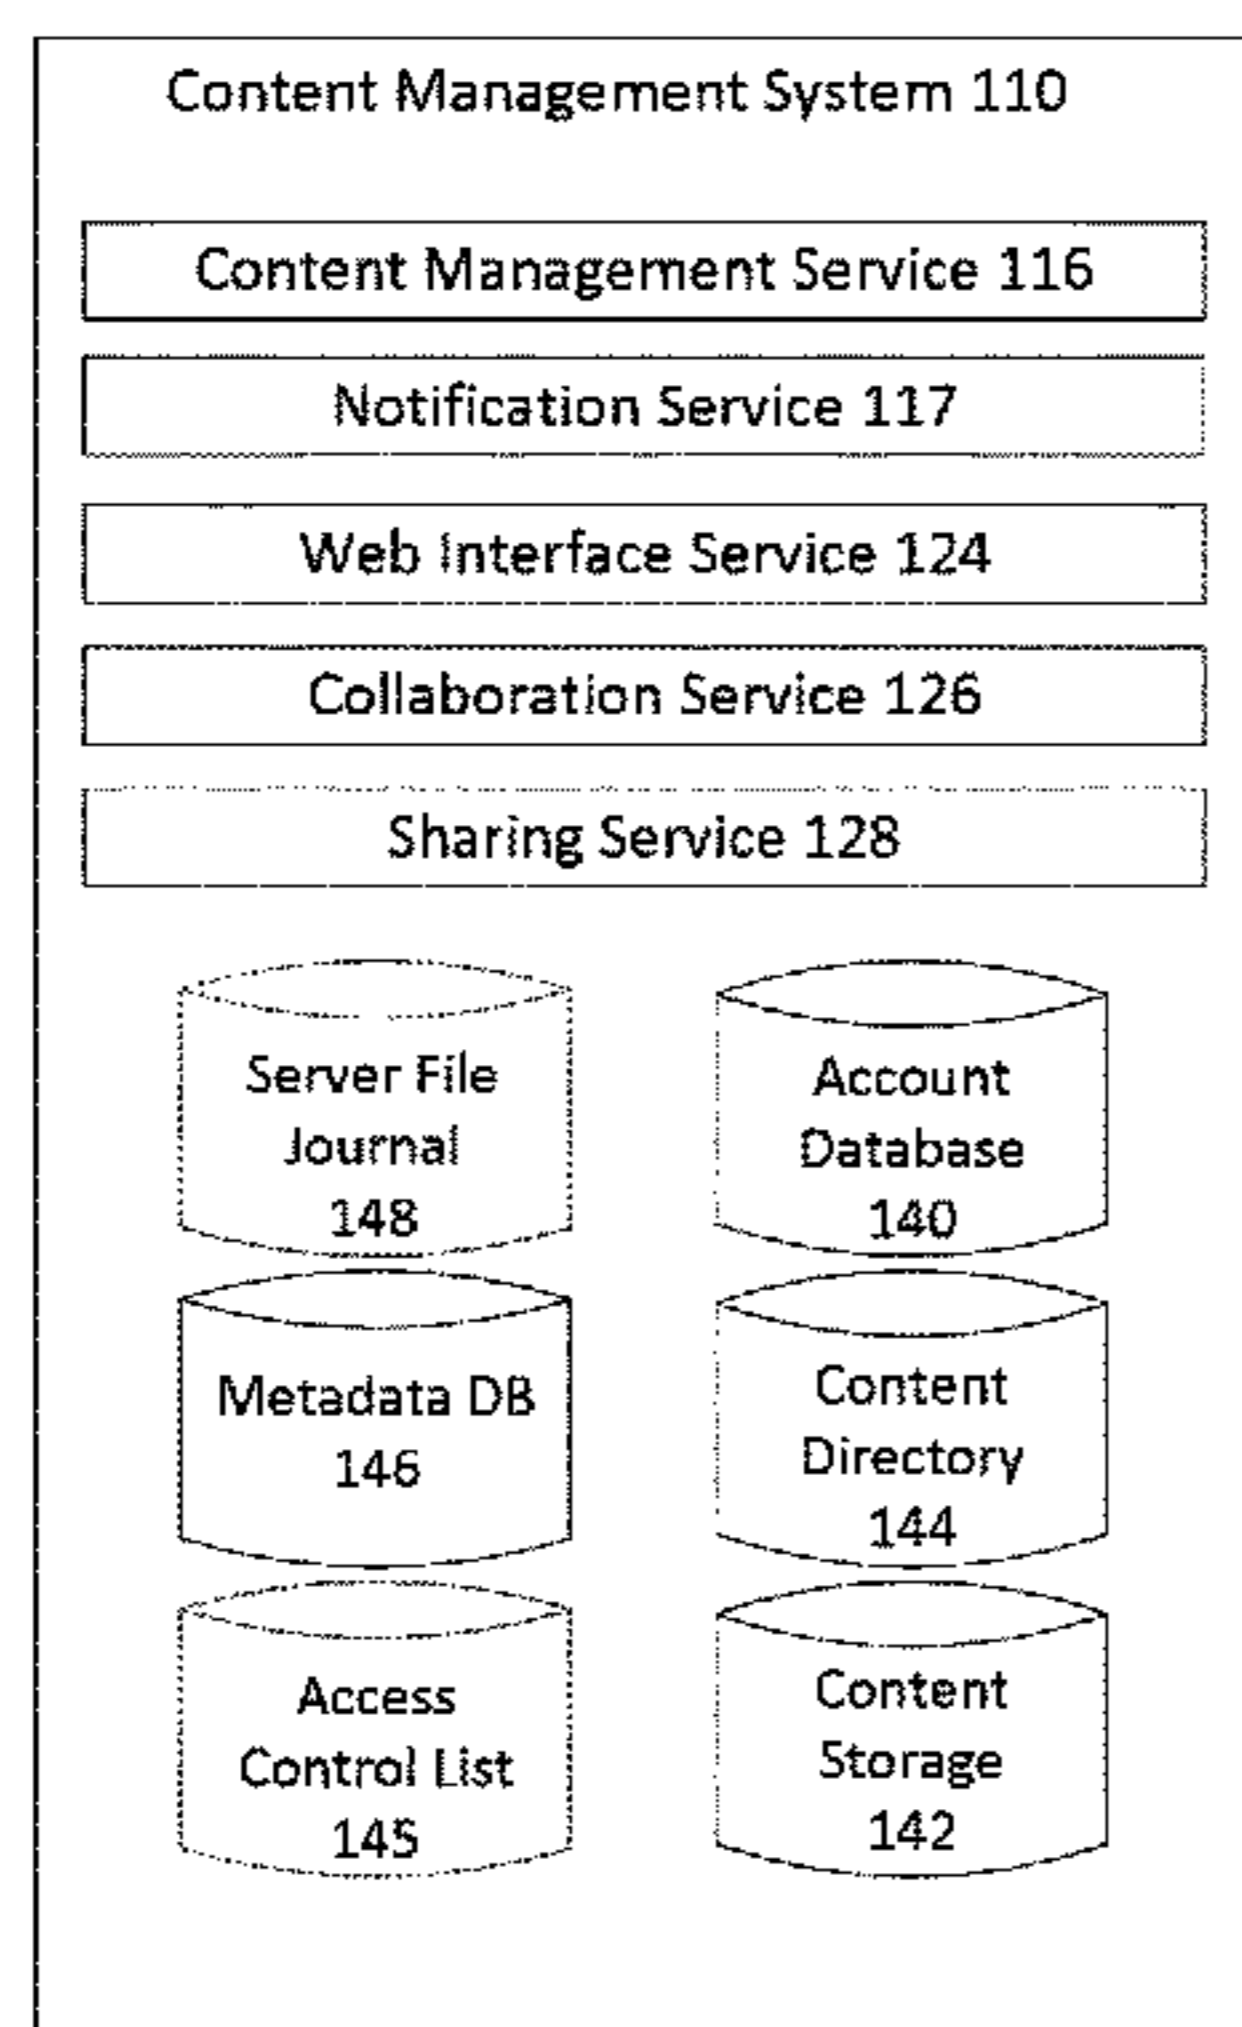 Content Management System 110
Content Management Service 116
Notification Service 117
Web Interface Service 124
Collaboration Service 126
Sharing Service 128
Server File
Journal
148
Account
Database
140
Metadata DB
146
Content
Directory
144
Access
Control List
145
Content
Storage
142